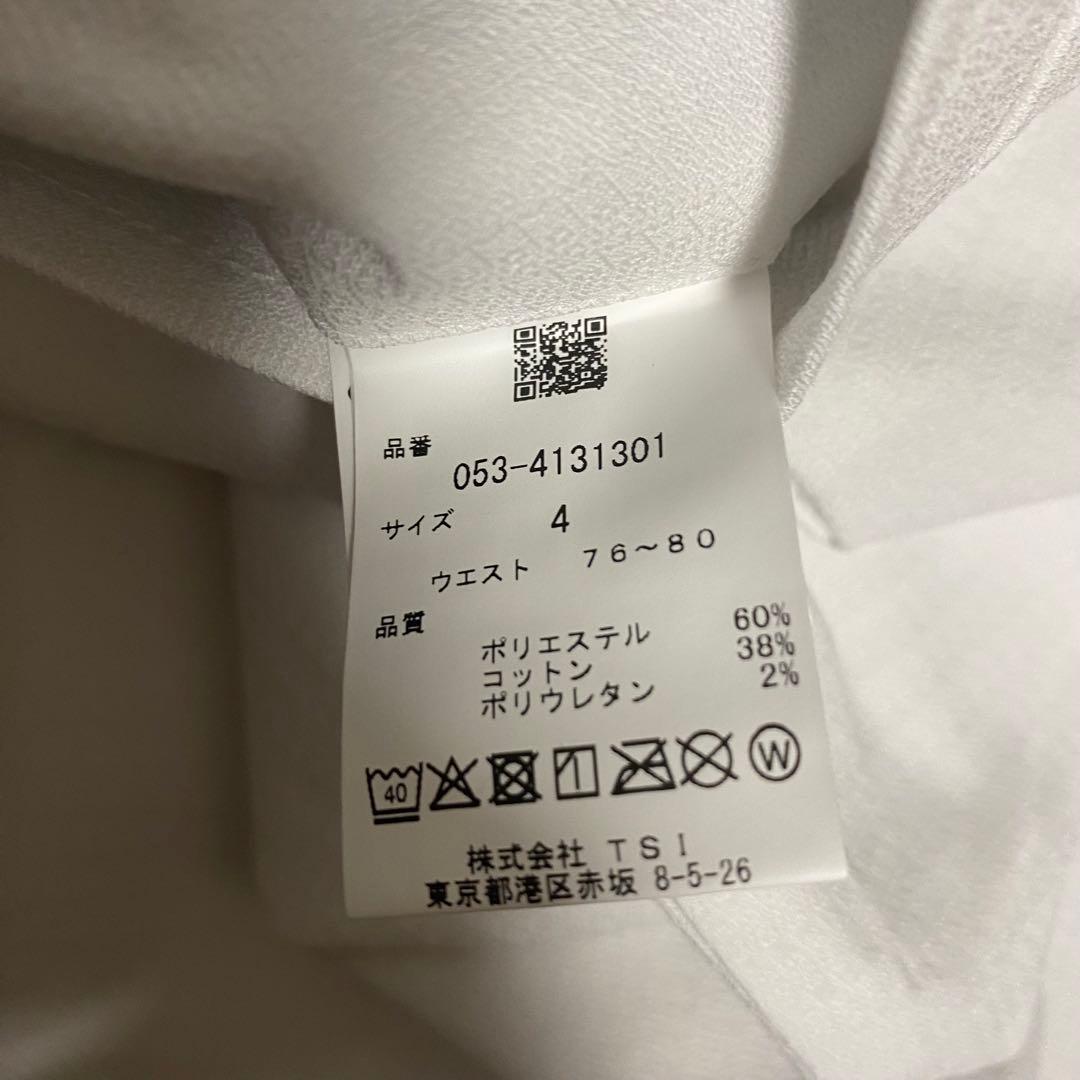 品番
053-4131301
サイズ 4
ウエスト ７６～８０
品質
ポリエステル 60%
コットン 38%
ポリウレタン 2%
40 W
株式会社 ＴＳＩ
東京都港区赤坂 8-5-26